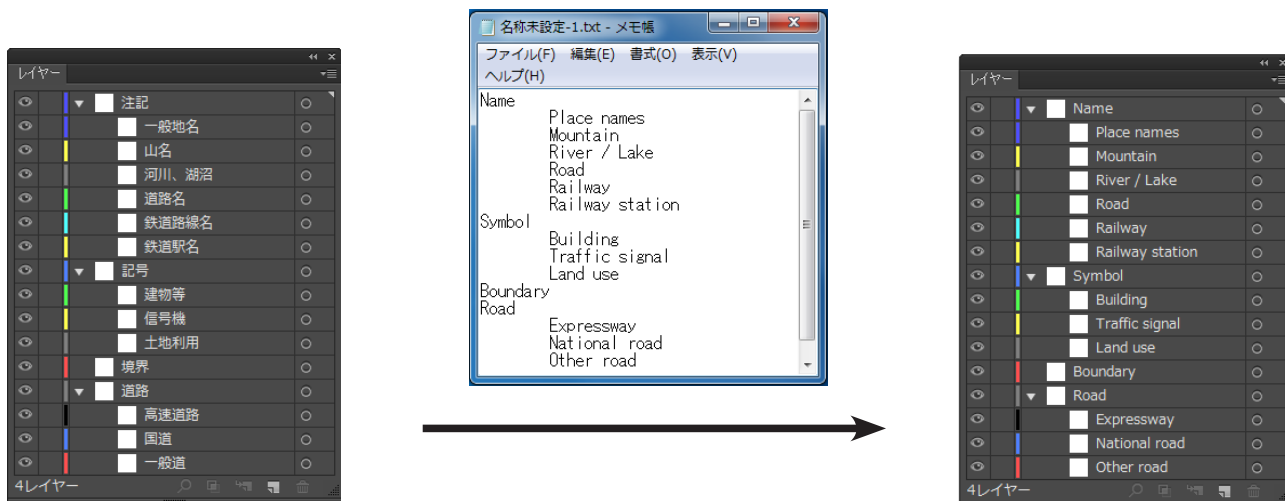 レイヤー
注記
一般地名
山名
河川、湖沼
道路名
鉄道路線名
鉄道駅名
記号
建物等
信号機
土地利用
境界
道路
高速道路
国道
一般道
4レイヤー
名称未設定-1.txt - メモ帳
ファイル(F) 編集(E) 書式(O) 表示(V)
ヘルプ(H)
Name
Place names
Mountain
River / Lake
Road
Railway
Railway station
Symbol
Building
Traffic signal
Land use
Boundary
Road
Expressway
National road
Other road
レイヤー
Name
Place names
Mountain
River / Lake
Road
Railway
Railway station
Symbol
Building
Traffic signal
Land use
Boundary
Road
Expressway
National road
Other road
4レイヤー